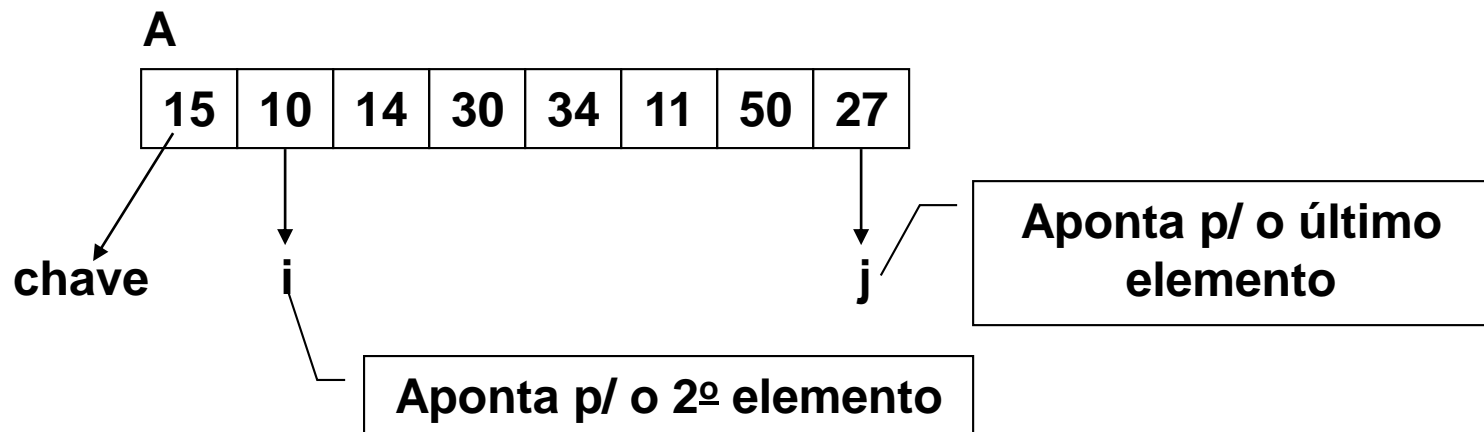 A
15 10 14 30 34 11 50 27
chave i j
Aponta p/ o último
elemento
Aponta p/ o 2º elemento